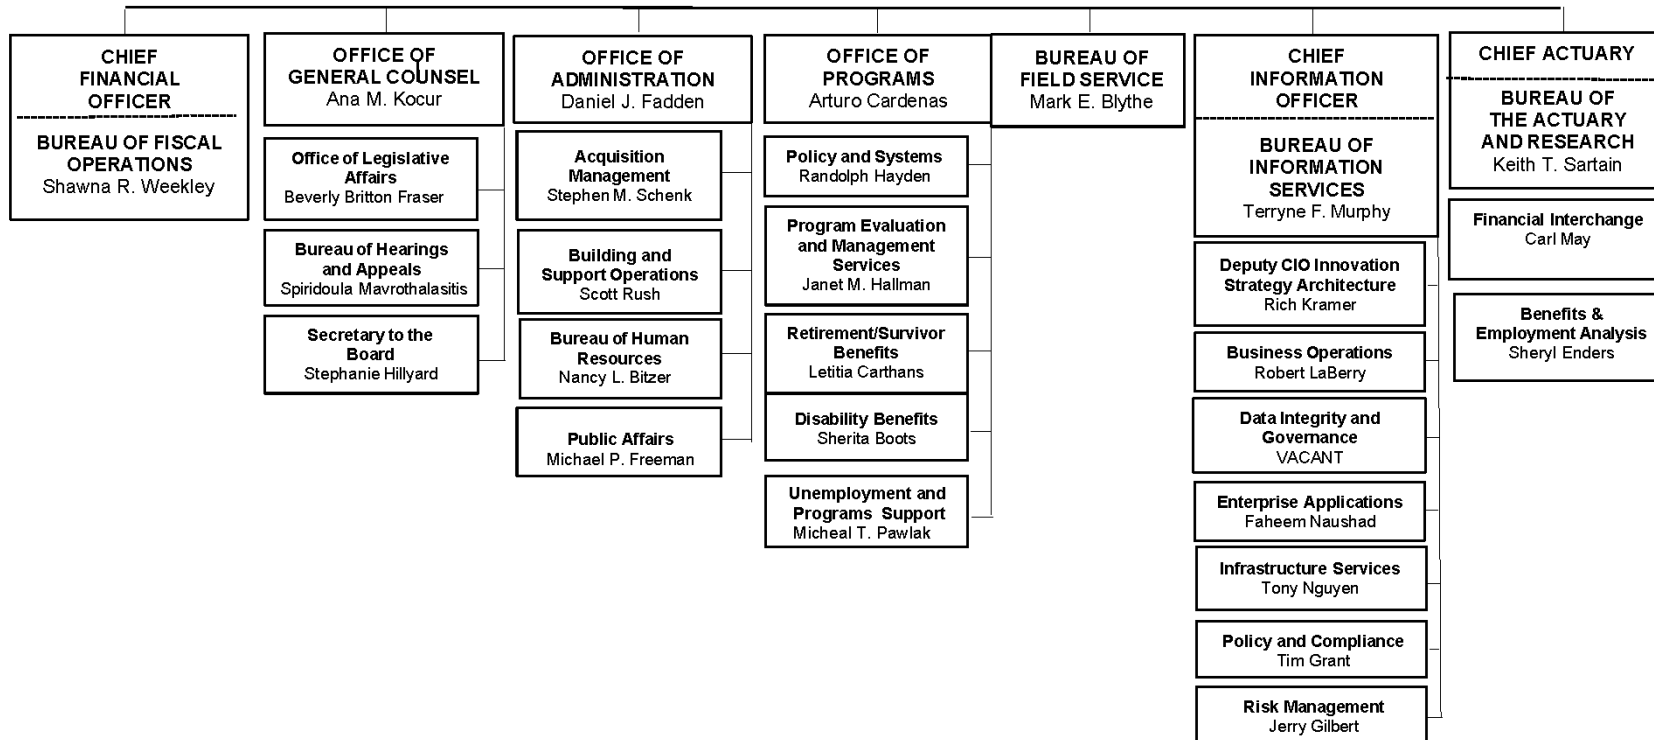 CHIEF
FINANCIAL
OFFICER
BUREAU OF FISCAL
OPERATIONS
Shawna R. Weekley
OFFICE OF
GENERAL COUNSEL
Ana M. Kocur
Office of Legislative
Affairs
Beverly Britton Fraser
Bureau of Hearings
and Appeals
Spiridoula Mavrothalasitis
Secretary to the
Board
Stephanie Hillyard
OFFICE OF
ADMINISTRATION
Daniel J. Fadden
Acquisition
Management
Stephen M. Schenk
Building and
Support Operations
Scott Rush
Bureau of Human
Resources
Nancy L. Bitzer
Public Affairs
Michael P. Freeman
OFFICE OF
PROGRAMS
Arturo Cardenas
Policy and Systems
Randolph Hayden
Program Evaluation
and Management
Services
Janet M. Hallman
Retirement/Survivor
Benefits
Letitia Carthans
Disability Benefits
Sherita Boots
Unemployment and
Programs Support
Micheal T. Pawlak
BUREAU OF
FIELD SERVICE
Mark E. Blythe
CHIEF
INFORMATION
OFFICER
BUREAU OF
INFORMATION
SERVICES
Terryne F. Murphy
Deputy CIO Innovation
Strategy Architecture
Rich Kramer
Business Operations
Robert LaBerry
Data Integrity and
Governance
VACANT
Enterprise Applications
Faheem Naushad
Infrastructure Services
Tony Nguyen
Policy and Compliance
Tim Grant
Risk Management
Jerry Gilbert
CHIEF ACTUARY
BUREAU OF
THE ACTUARY
AND RESEARCH
Keith T. Sartain
Financial Interchange
Carl May
Benefits &
Employment Analysis
Sheryl Enders